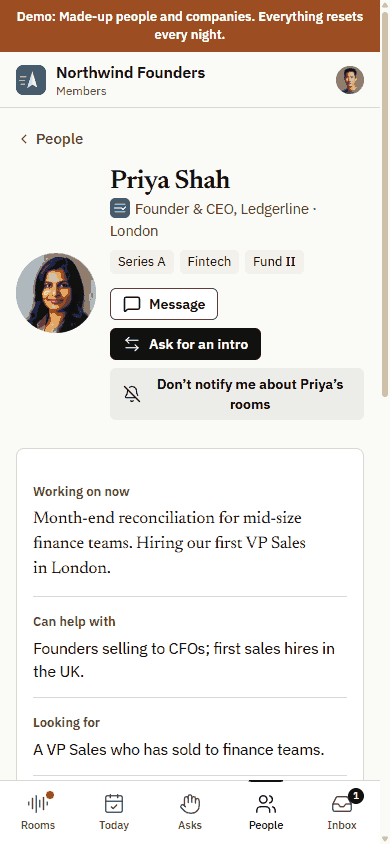 Demo: Made-up people and companies. Everything resets
every night.
Northwind Founders
Members
People
Priya Shah
Founder & CEO, Ledgerline ·
London
Series A Fintech Fund II
Message
Ask for an intro
Don’t notify me about Priya’s
rooms
Working on now
Month-end reconciliation for mid-size
finance teams. Hiring our first VP Sales
in London.
Can help with
Founders selling to CFOs; first sales hires in
the UK.
Looking for
A VP Sales who has sold to finance teams.
1
Rooms Today Asks People Inbox